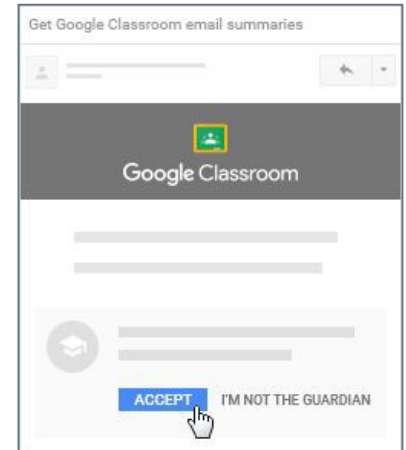 Get Google Classroom email summaries
Google Classroom
ACCEPT I'M NOT THE GUARDIAN